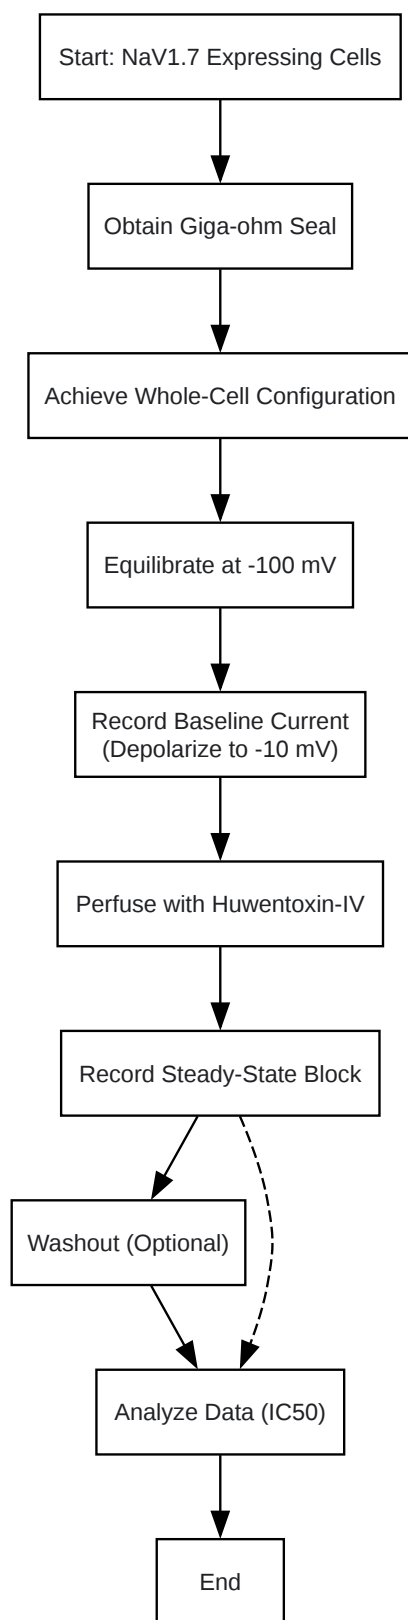 Start: NaV1.7 Expressing Cells
Obtain Giga-ohm Seal
Achieve Whole-Cell Configuration
Equilibrate at -100 mV
Record Baseline Current
(Depolarize to -10 mV)
Perfuse with Huwentoxin-IV
Record Steady-State Block
Washout (Optional)
Analyze Data (IC50)
End